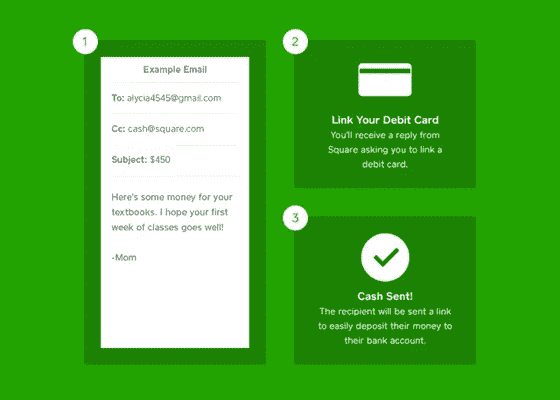 1
Example Email
To: alycia4545@gmail.com
Cc: cash@square.com
Subject: $450
Here's some money for your
textbooks. I hope your first
week of classes goes well!
-Mom
2
Link Your Debit Card
You'll receive a reply from
Square asking you to link a
debit card.
3
Cash Sent!
The recipient will be sent a link
to easily deposit their money to
their bank account.